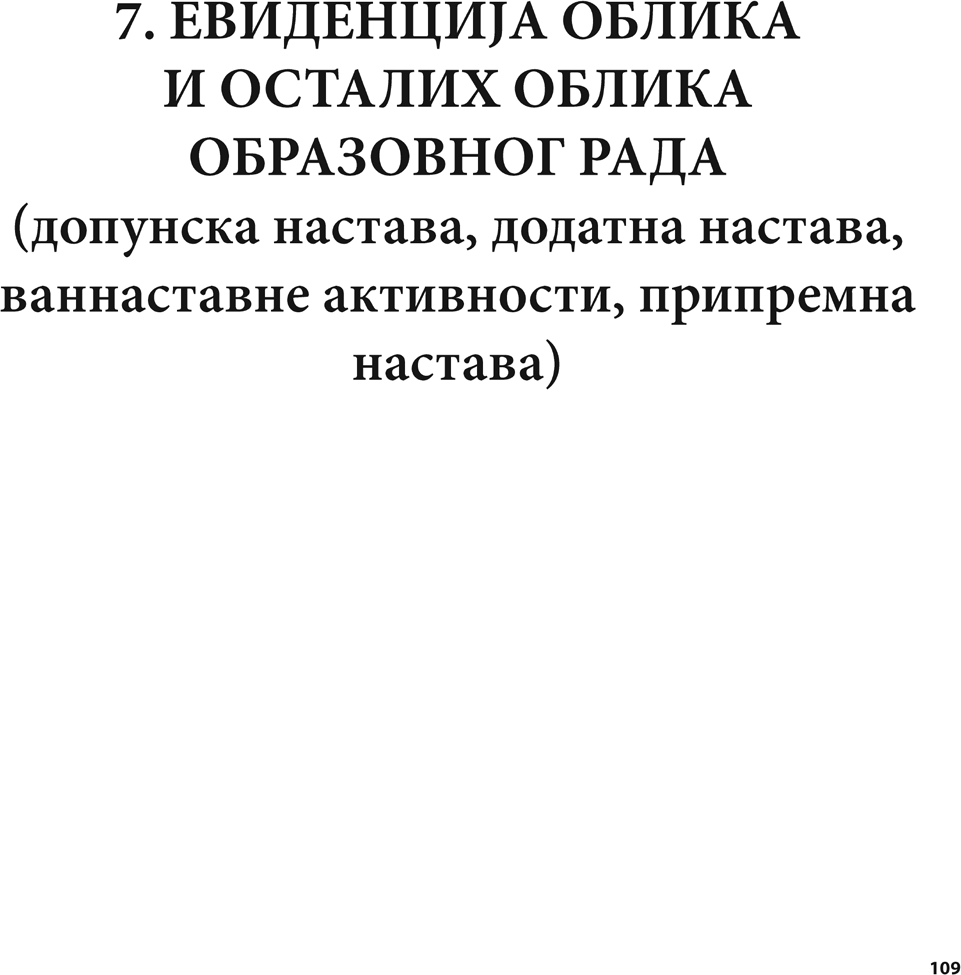 7. ЕВИДЕНЦИЈА ОБЛИКА
И ОСТАЛИХ ОБЛИКА
ОБРАЗОВНОГ РАДА
(допунска настава, додатна настава,
ваннаставне активности, припремна
настава)
109